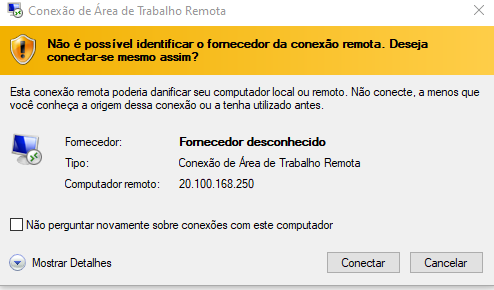 Conexão de Área de Trabalho Remota
Não é possível identificar o fornecedor da conexão remota. Deseja
conectar-se mesmo assim?
Esta conexão remota poderia danificar seu computador local ou remoto. Não conecte, a menos que
você conheça a origem dessa conexão ou a tenha utilizado antes.
Fornecedor: Fornecedor desconhecido
Tipo: Conexão de Área de Trabalho Remota
Computador remoto: 20.100.168.250
Não perguntar novamente sobre conexões com este computador
Mostrar Detalhes Conectar Cancelar